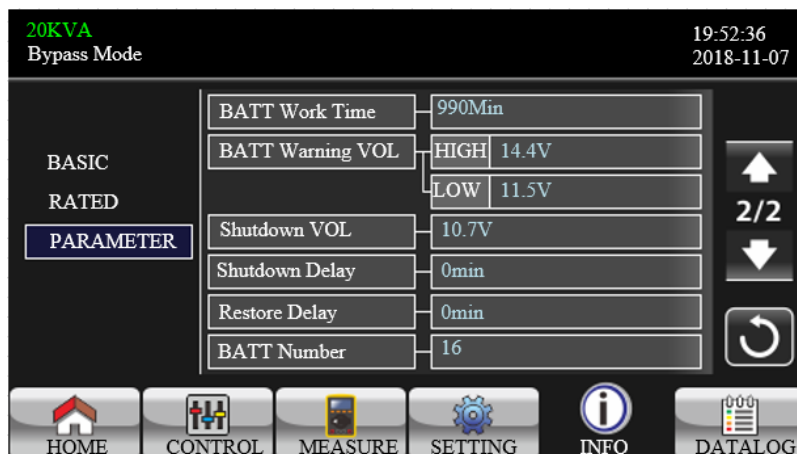 20KVA
Bypass Mode
19:52:36
2018-11-07
BASIC
RATED
PARAMETER
BATT Work Time 990Min
BATT Warning VOL HIGH 14.4V
LOW 11.5V
Shutdown VOL 10.7V
Shutdown Delay 0min
Restore Delay 0min
BATT Number 16
2/2
HOME CONTROL MEASURE SETTING INFO DATALOG